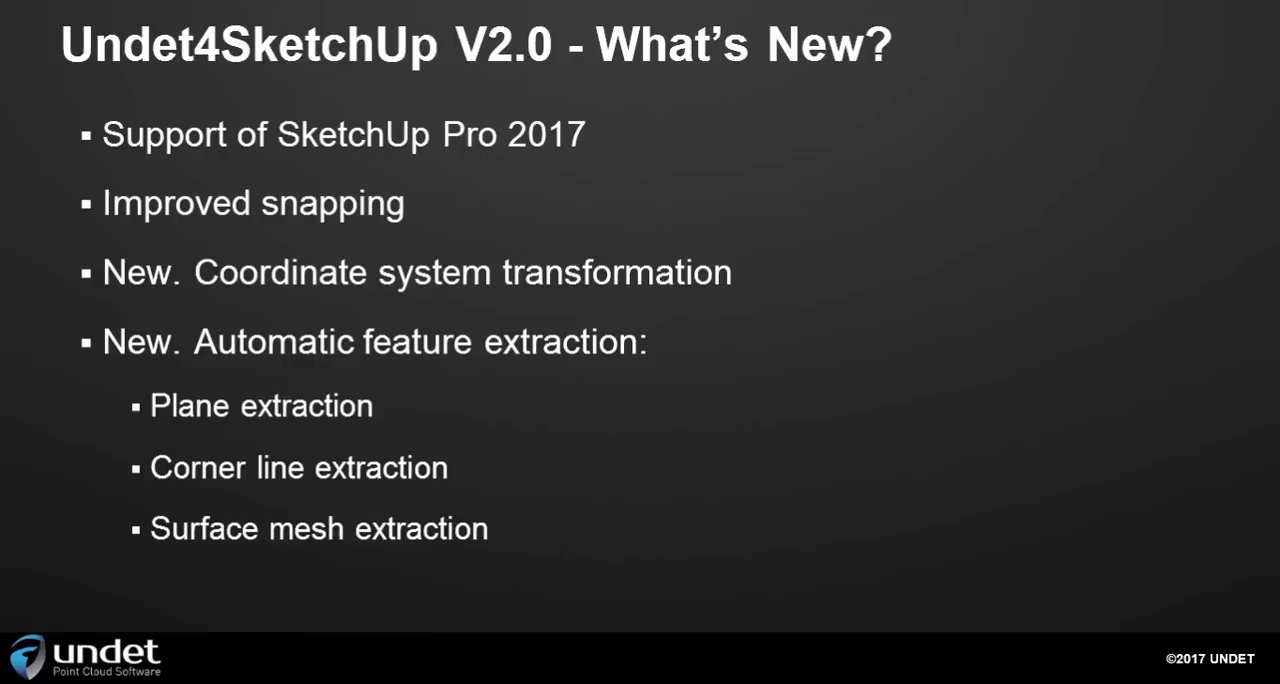 Undet4SketchUp V2.0 - What's New?
▪ Support of SketchUp Pro 2017
▪ Improved snapping
▪ New. Coordinate system transformation
▪ New. Automatic feature extraction:
▪ Plane extraction
▪ Corner line extraction
▪ Surface mesh extraction
undet
Point Cloud Software
©2017 UNDET